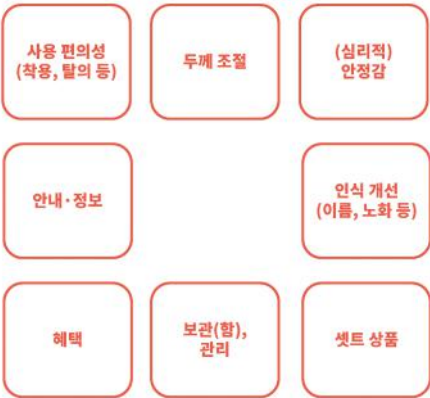 사용 편의성
(착용, 탈의 등)
두께 조절
(심리적)
안정감
안내·정보
인식 개선
(이름, 노화 등)
혜택
보관(함),
관리
셋트 상품